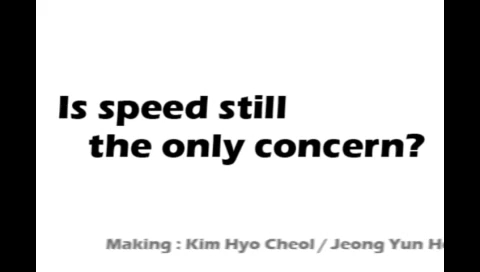 Is speed still
the only concern?
Making : Kim Hyo Cheol / Jeong Yun